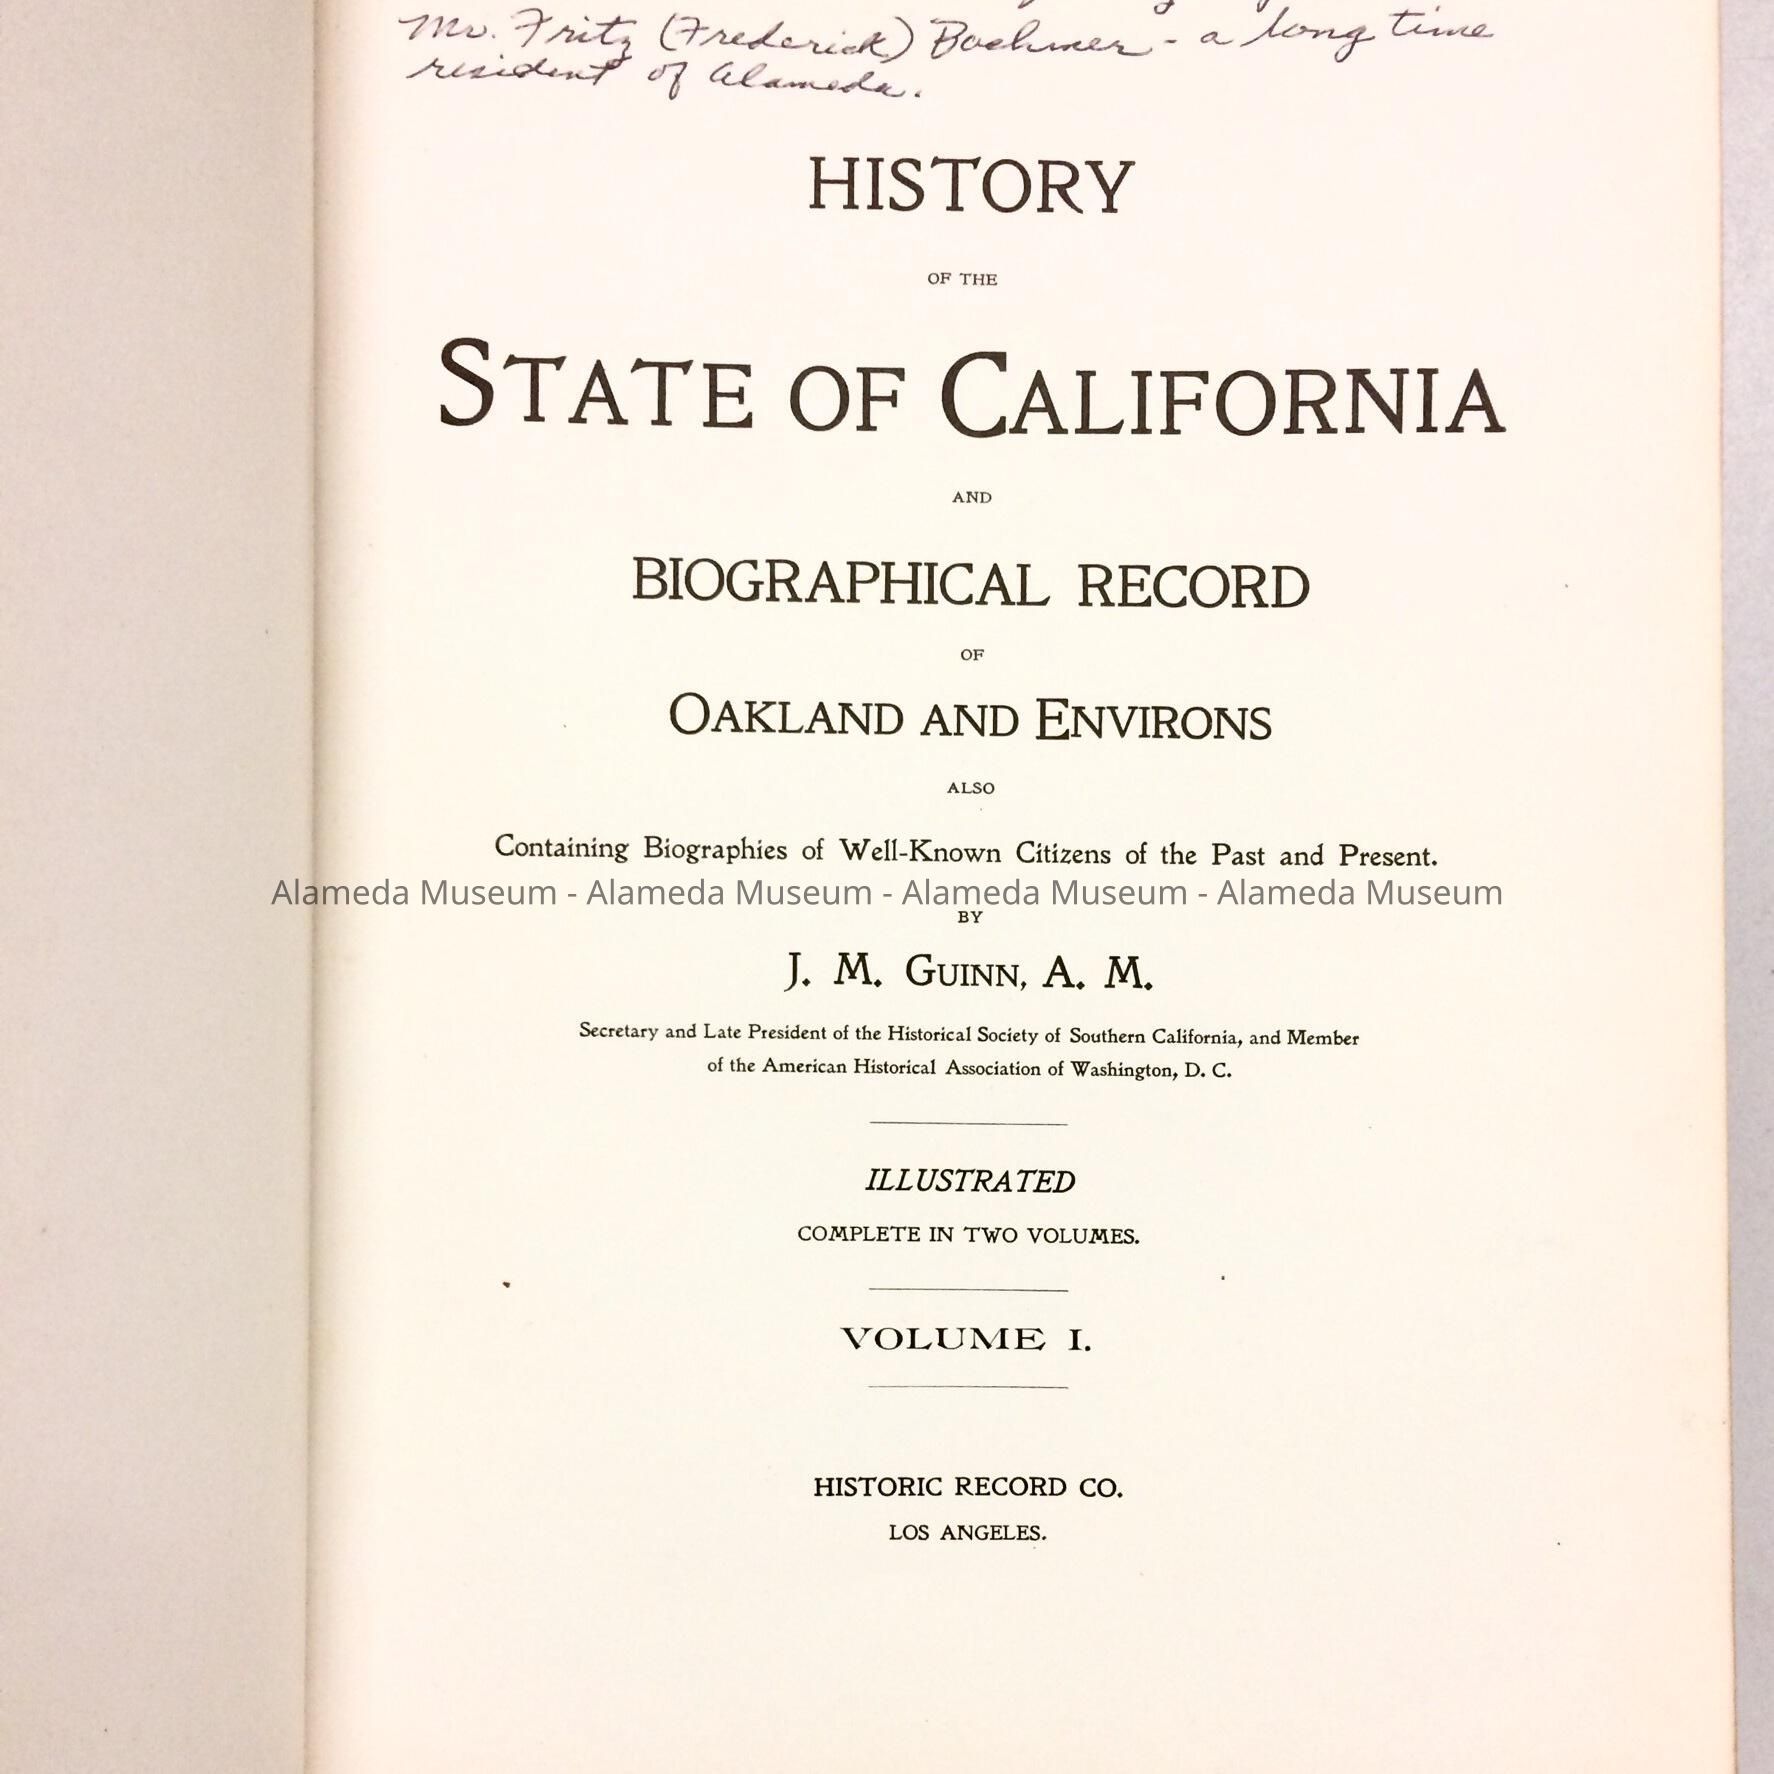 Mr. Fritz (Frederick) Boehmer - a long time
resident of Alameda.
HISTORY
OF THE
STATE OF CALIFORNIA
AND
BIOGRAPHICAL RECORD
OF
OAKLAND AND ENVIRONS
ALSO
Containing Biographies of Well-Known Citizens of the Past and Present.
Alameda Museum - Alameda Museum - Alameda Museum - Alameda Museum
BY
J. M. GUINN, A. M.
Secretary and Late President of the Historical Society of Southern California, and Member
of the American Historical Association of Washington, D. C.
ILLUSTRATED
COMPLETE IN TWO VOLUMES.
VOLUME I.
HISTORIC RECORD CO.
LOS ANGELES.